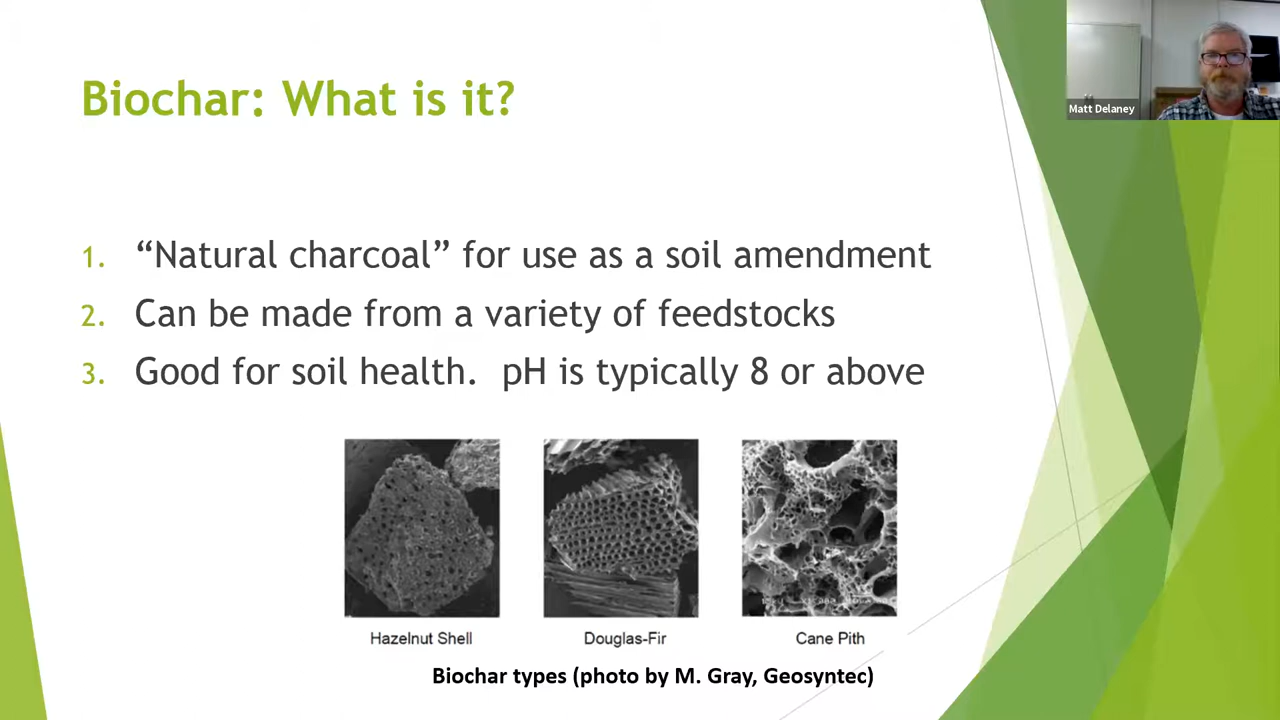 Biochar: What is it?
Matt Delaney
1. “Natural charcoal” for use as a soil amendment
2. Can be made from a variety of feedstocks
3. Good for soil health.  pH is typically 8 or above
Hazelnut Shell
Douglas-Fir
Cane Pith
Biochar types (photo by M. Gray, Geosyntec)